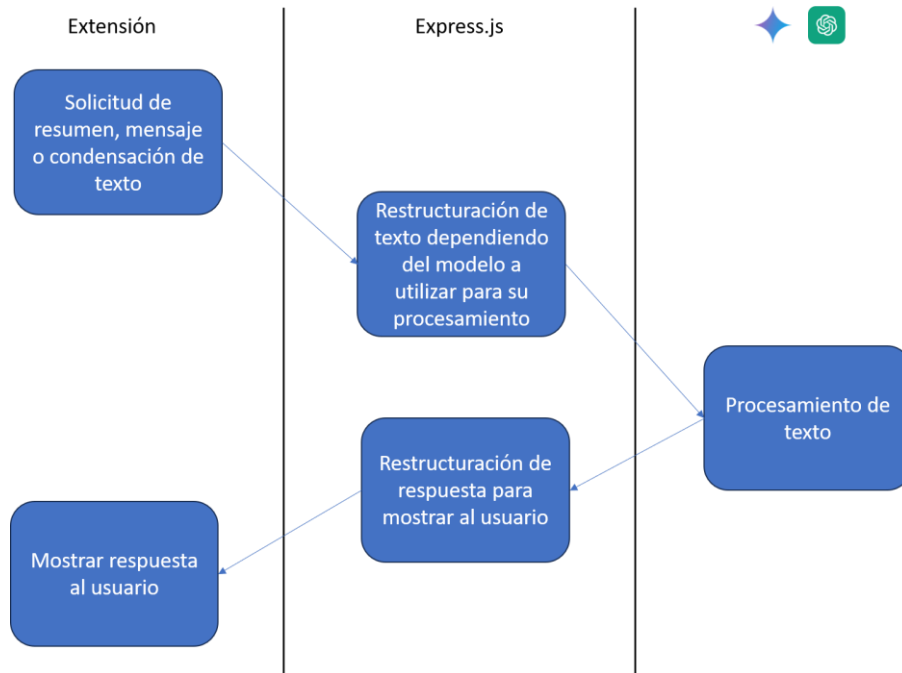 Extensión
Express.js
Solicitud de
resumen, mensaje
o condensación de
texto
Restructuración de
texto dependiendo
del modelo a
utilizar para su
procesamiento
Procesamiento de
texto
Restructuración de
respuesta para
mostrar al usuario
Mostrar respuesta
al usuario